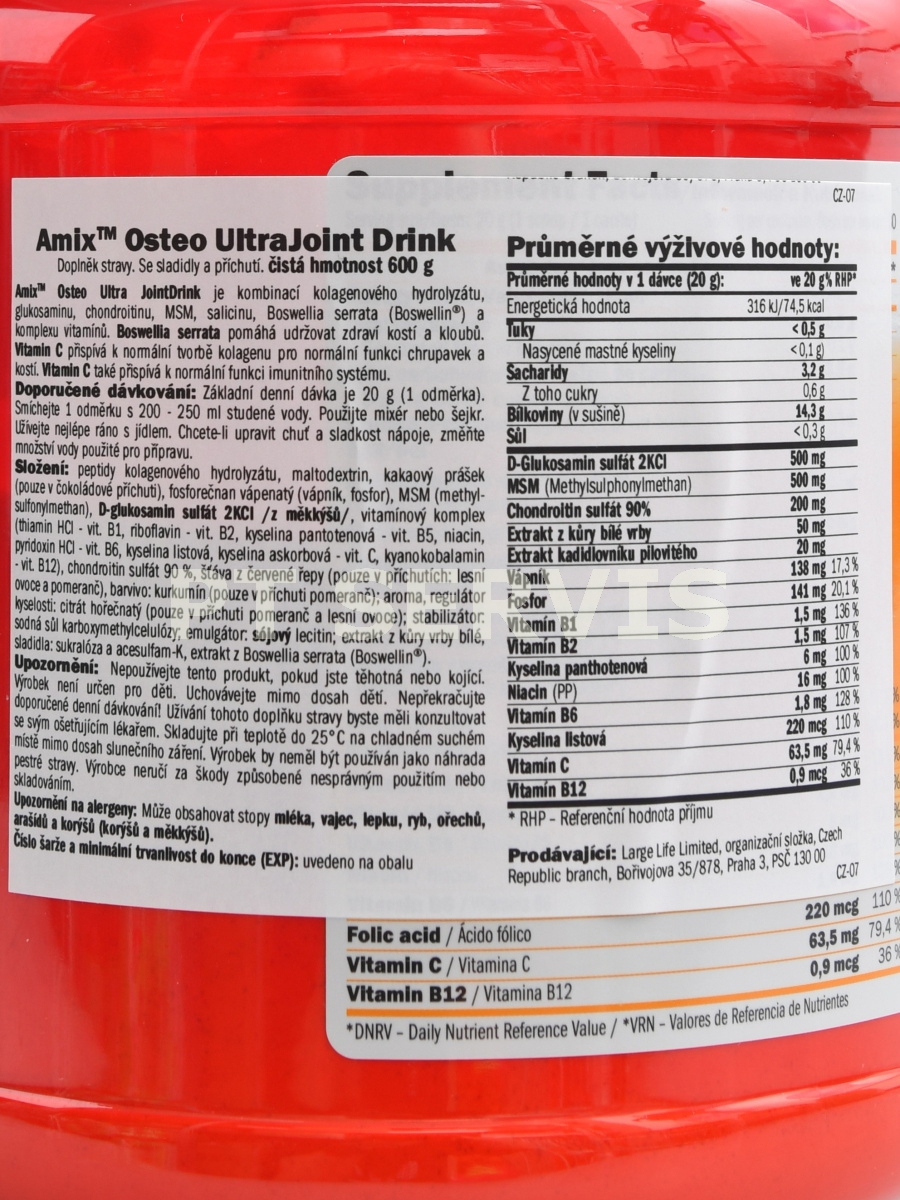 Supplement Facts
CZ-07
Amix™ Osteo UltraJoint Drink
Doplněk stravy. Se sladidly a příchutí. čistá hmotnost 600 g
Amix™ Osteo Ultra JointDrink je kombinací kolagenového hydrolyzátu,
glukosaminu, chondroitinu, MSM, salicinu, Boswellia serrata (Boswellin®) a
komplexu vitamínů. Boswellia serrata pomáhá udržovat zdraví kostí a kloubů.
Vitamin C přispívá k normální tvorbě kolagenu pro normální funkci chrupavek a
kostí. Vitamin C také přispívá k normální funkci imunitního systému.
Doporučené dávkování: Základní denní dávka je 20 g (1 odměrka).
Smíchejte 1 odměrku s 200 - 250 ml studené vody. Použijte mixér nebo šejkr.
Užívejte nejlépe ráno s jídlem. Chcete-li upravit chuť a sladkost nápoje, změňte
množství vody použité pro přípravu.
Složení: peptidy kolagenového hydrolyzátu, maltodextrin, kakaový prášek
(pouze v čokoládové příchuti), fosforečnan vápenatý (vápník, fosfor), MSM (methyl-
sulfonylmethan), D-glukosamin sulfát 2KCl /z měkkýšů/, vitamínový komplex
(thiamin HCl - vit. B1, riboflavin - vit. B2, kyselina pantotenová - vit. B5, niacin,
pyridoxin HCl - vit. B6, kyselina listová, kyselina askorbová - vit. C, kyanokobalamin
- vit. B12), chondroitin sulfát 90 %, šťáva z červené řepy (pouze v příchutích: lesní
ovoce a pomeranč), barvivo: kurkumin (pouze v příchuti pomeranč); aroma, regulátor
kyselosti: citrát hořečnatý (pouze v příchuti pomeranč a lesní ovoce); stabilizátor:
sodná sůl karboxymethylcelulózy; emulgátor: sójový lecitin; extrakt z kůry vrby bílé,
sladidla: sukralóza a acesulfam-K, extrakt z Boswellia serrata (Boswellin®).
Upozornění: Nepoužívejte tento produkt, pokud jste těhotná nebo kojící.
Výrobek není určen pro děti. Uchovávejte mimo dosah dětí. Nepřekračujte
doporučené denní dávkování! Užívání tohoto doplňku stravy byste měli konzultovat
se svým ošetřujícím lékařem. Skladujte při teplotě do 25°C na chladném suchém
místě mimo dosah slunečního záření. Výrobek by neměl být používán jako náhrada
pestré stravy. Výrobce neručí za škody způsobené nesprávným použitím nebo
skladováním.
Upozornění na alergeny: Může obsahovat stopy mléka, vajec, lepku, ryb, ořechů,
arašídů a korýšů (korýšů a měkkýšů).
Číslo šarže a minimální trvanlivost do konce (EXP): uvedeno na obalu
Průměrné výživové hodnoty:
Průměrné hodnoty v 1 dávce (20 g): ve 20 g % RHP*
Energetická hodnota 316 kJ/74,5 kcal
Tuky <0,5 g
Nasycené mastné kyseliny <0,1 g)
Sacharidy 3,2 g
Z toho cukry 0,6 g
Bílkoviny (v sušině) 14,3 g
Sůl <0,3 g
D-Glukosamin sulfát 2KCl 500 mg
MSM (Methylsulphonylmethan) 500 mg
Chondroitin sulfát 90% 200 mg
Extrakt z kůry bílé vrby 50 mg
Extrakt kadidlovníku pilovitého 20 mg
Vápník 138 mg 17,3 %
Fosfor 141 mg 20,1 %
Vitamín B1 1,5 mg 136 %
Vitamín B2 1,5 mg 107 %
Kyselina panthotenová 6 mg 100 %
Niacin (PP) 16 mg 100 %
Vitamín B6 1,8 mg 128 %
Kyselina listová 220 mcg 110 %
Vitamín C 63,5 mg 79,4 %
Vitamín B12 0,9 mcg 36 %
* RHP - Referenční hodnota příjmu
Prodávající: Large Life Limited, organizační složka, Czech
Republic branch, Bořivojova 35/878, Praha 3, PSČ 130 00
CZ-07
Folic acid / Ácido fólico 220 mcg 110 %
Vitamin C / Vitamina C 63,5 mg 79,4 %
Vitamin B12 / Vitamina B12 0,9 mcg 36 %
*DNRV – Daily Nutrient Reference Value / *VRN – Valores de Referencia de Nutrientes
SERVIS